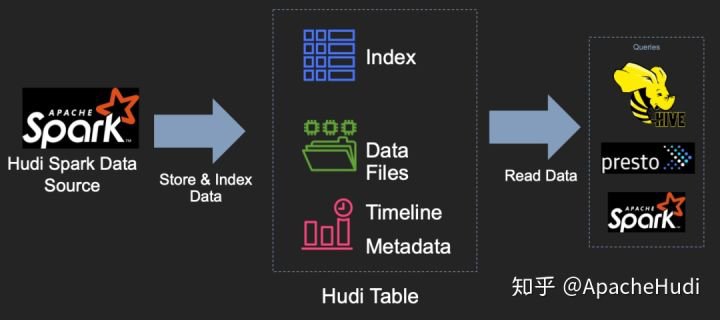 APACHE
Spark
TM
Hudi Spark Data
Source
Store & Index
Data
Index
Data
Files
Timeline
Metadata
Hudi Table
Read Data
Queries
HIVE
presto
APACHE
Spark
知乎 @ApacheHudi